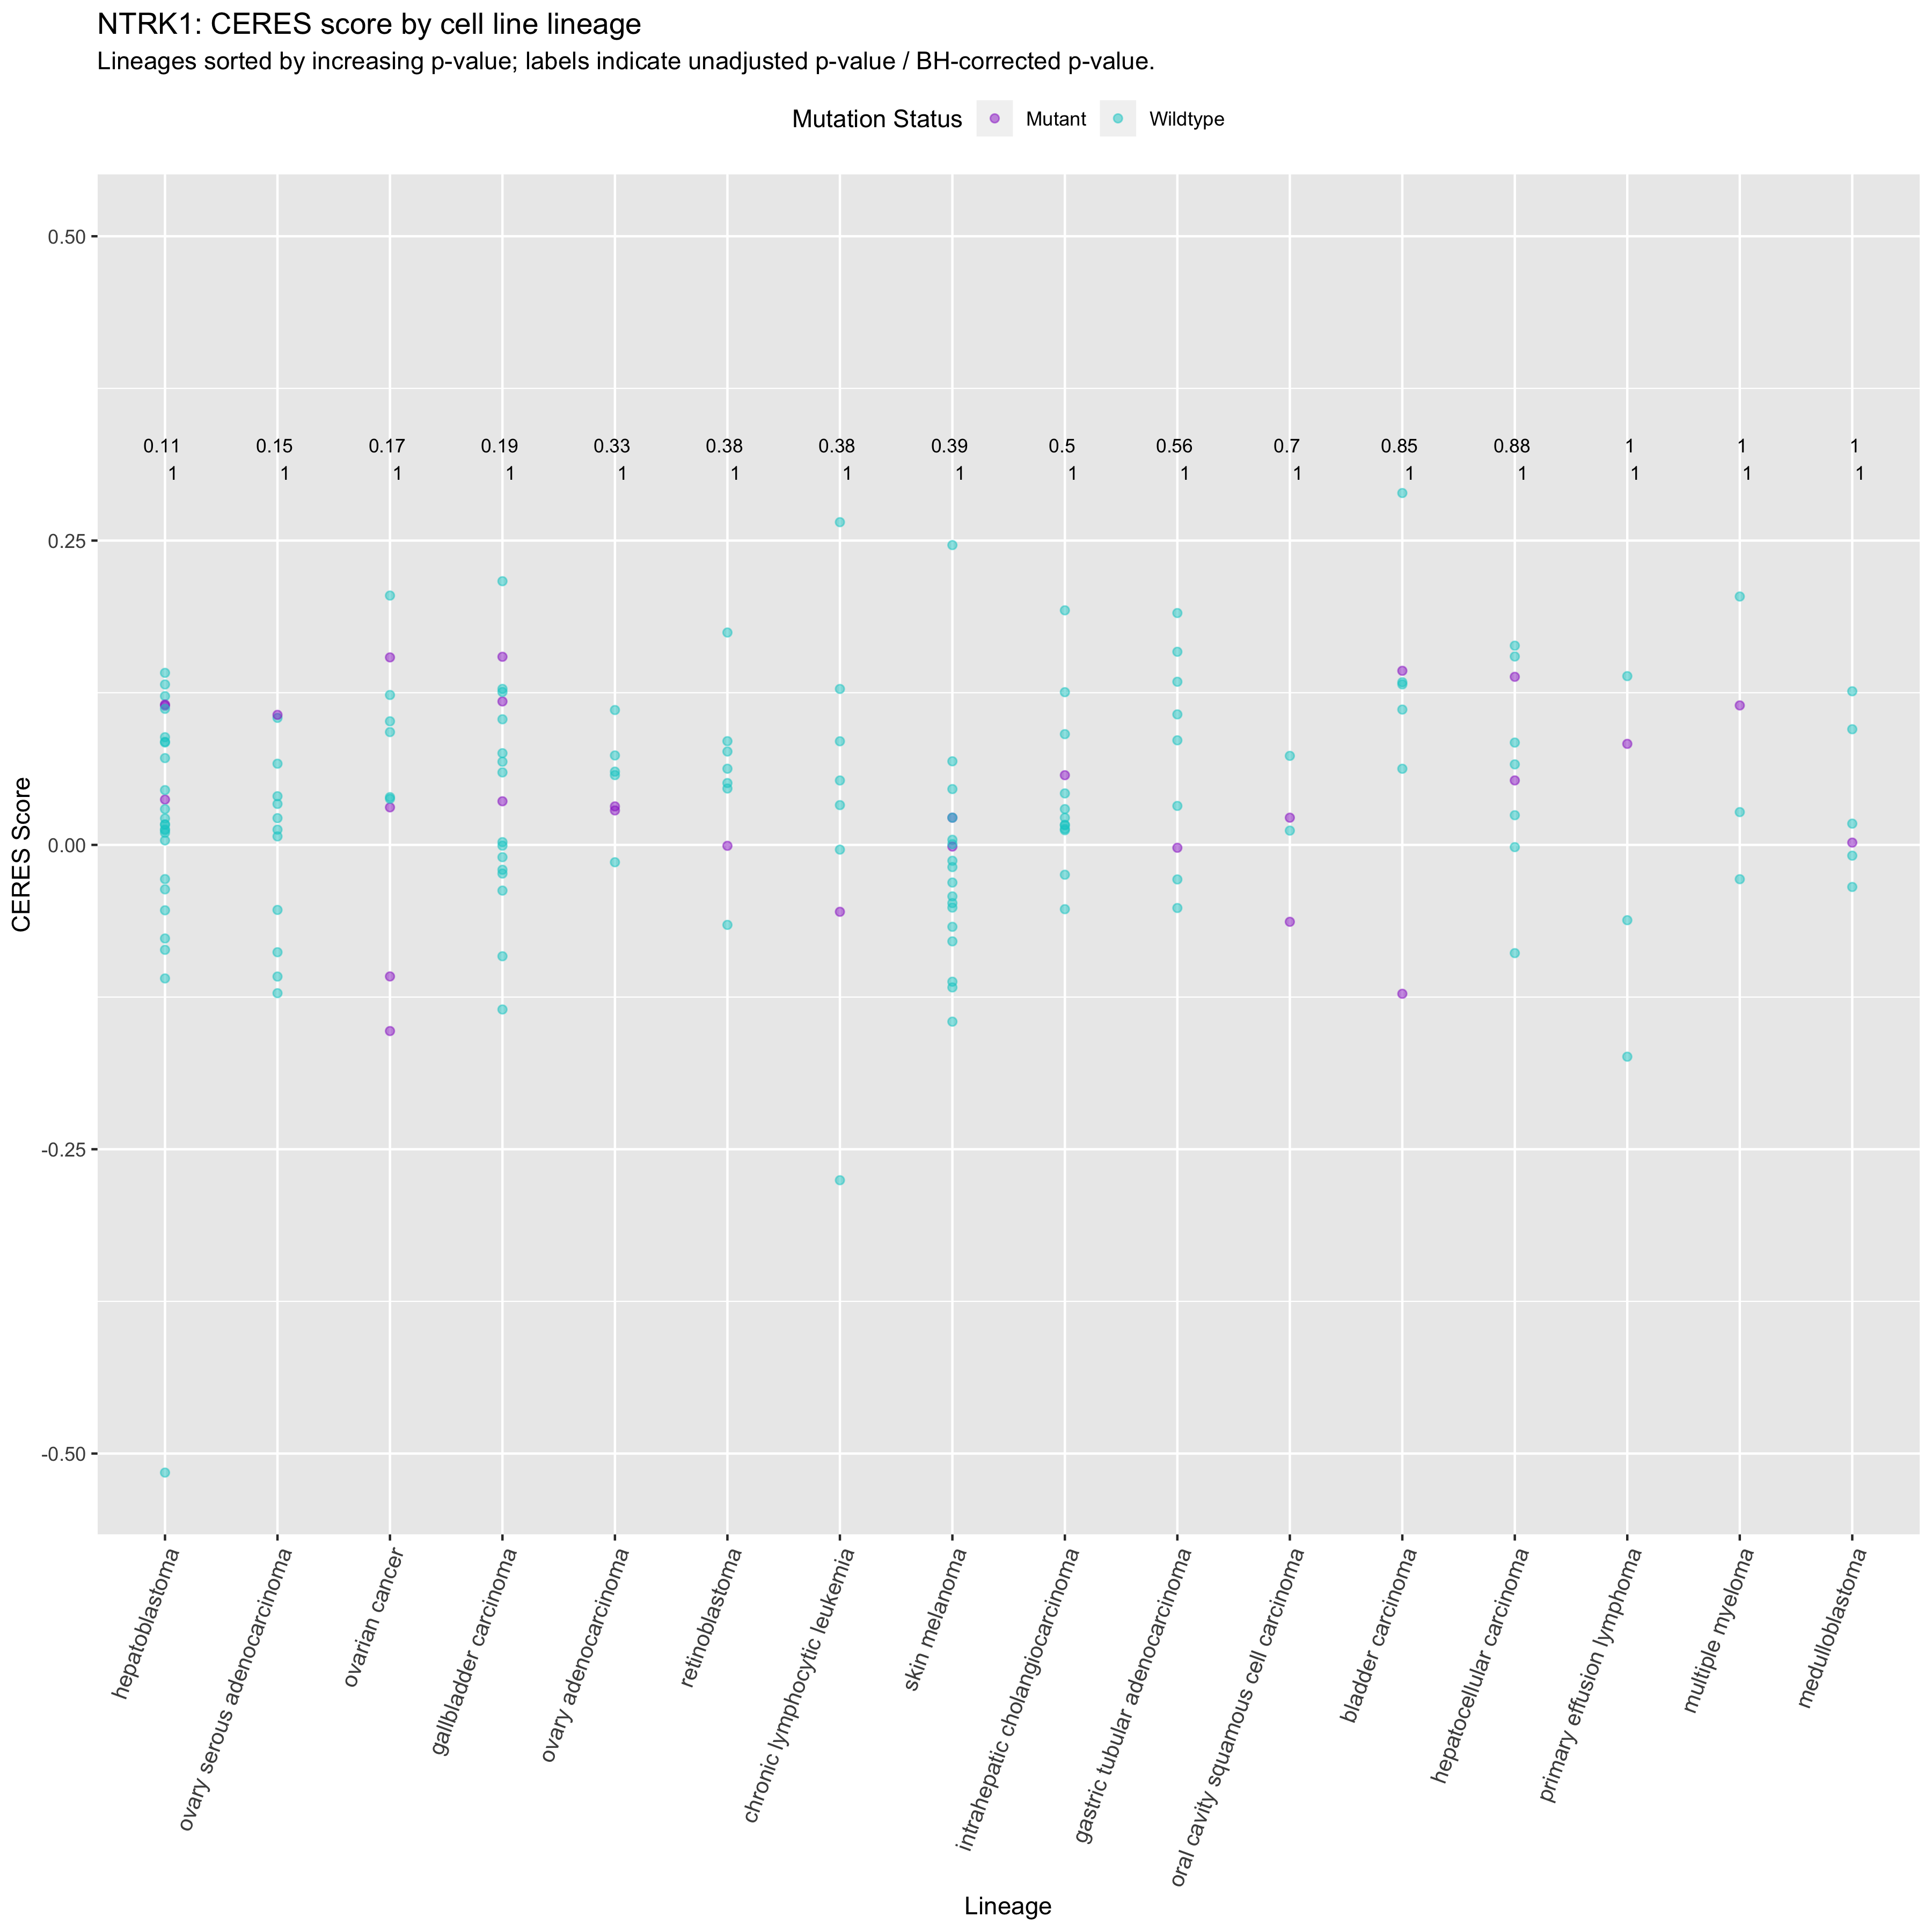 NTRK1: CERES score by cell line lineage
Lineages sorted by increasing p-value; labels indicate unadjusted p-value / BH-corrected p-value.
Mutation Status Mutant Wildtype
0.50
0.11 0.15 0.17 0.19 0.33 0.38 0.38 0.39 0.5 0.56 0.7 0.85 0.88 1 1 1
1 1 1 1 1 1 1 1 1 1 1 1 1 1 1 1
0.25
0.00
-0.25
-0.50
CERES Score
hepatoblastoma
ovary serous adenocarcinoma
ovarian cancer
gallbladder carcinoma
ovary adenocarcinoma
retinoblastoma
chronic lymphocytic leukemia
skin melanoma
intrahepatic cholangiocarcinoma
gastric tubular adenocarcinoma
oral cavity squamous cell carcinoma
bladder carcinoma
hepatocellular carcinoma
primary effusion lymphoma
multiple myeloma
medulloblastoma
Lineage